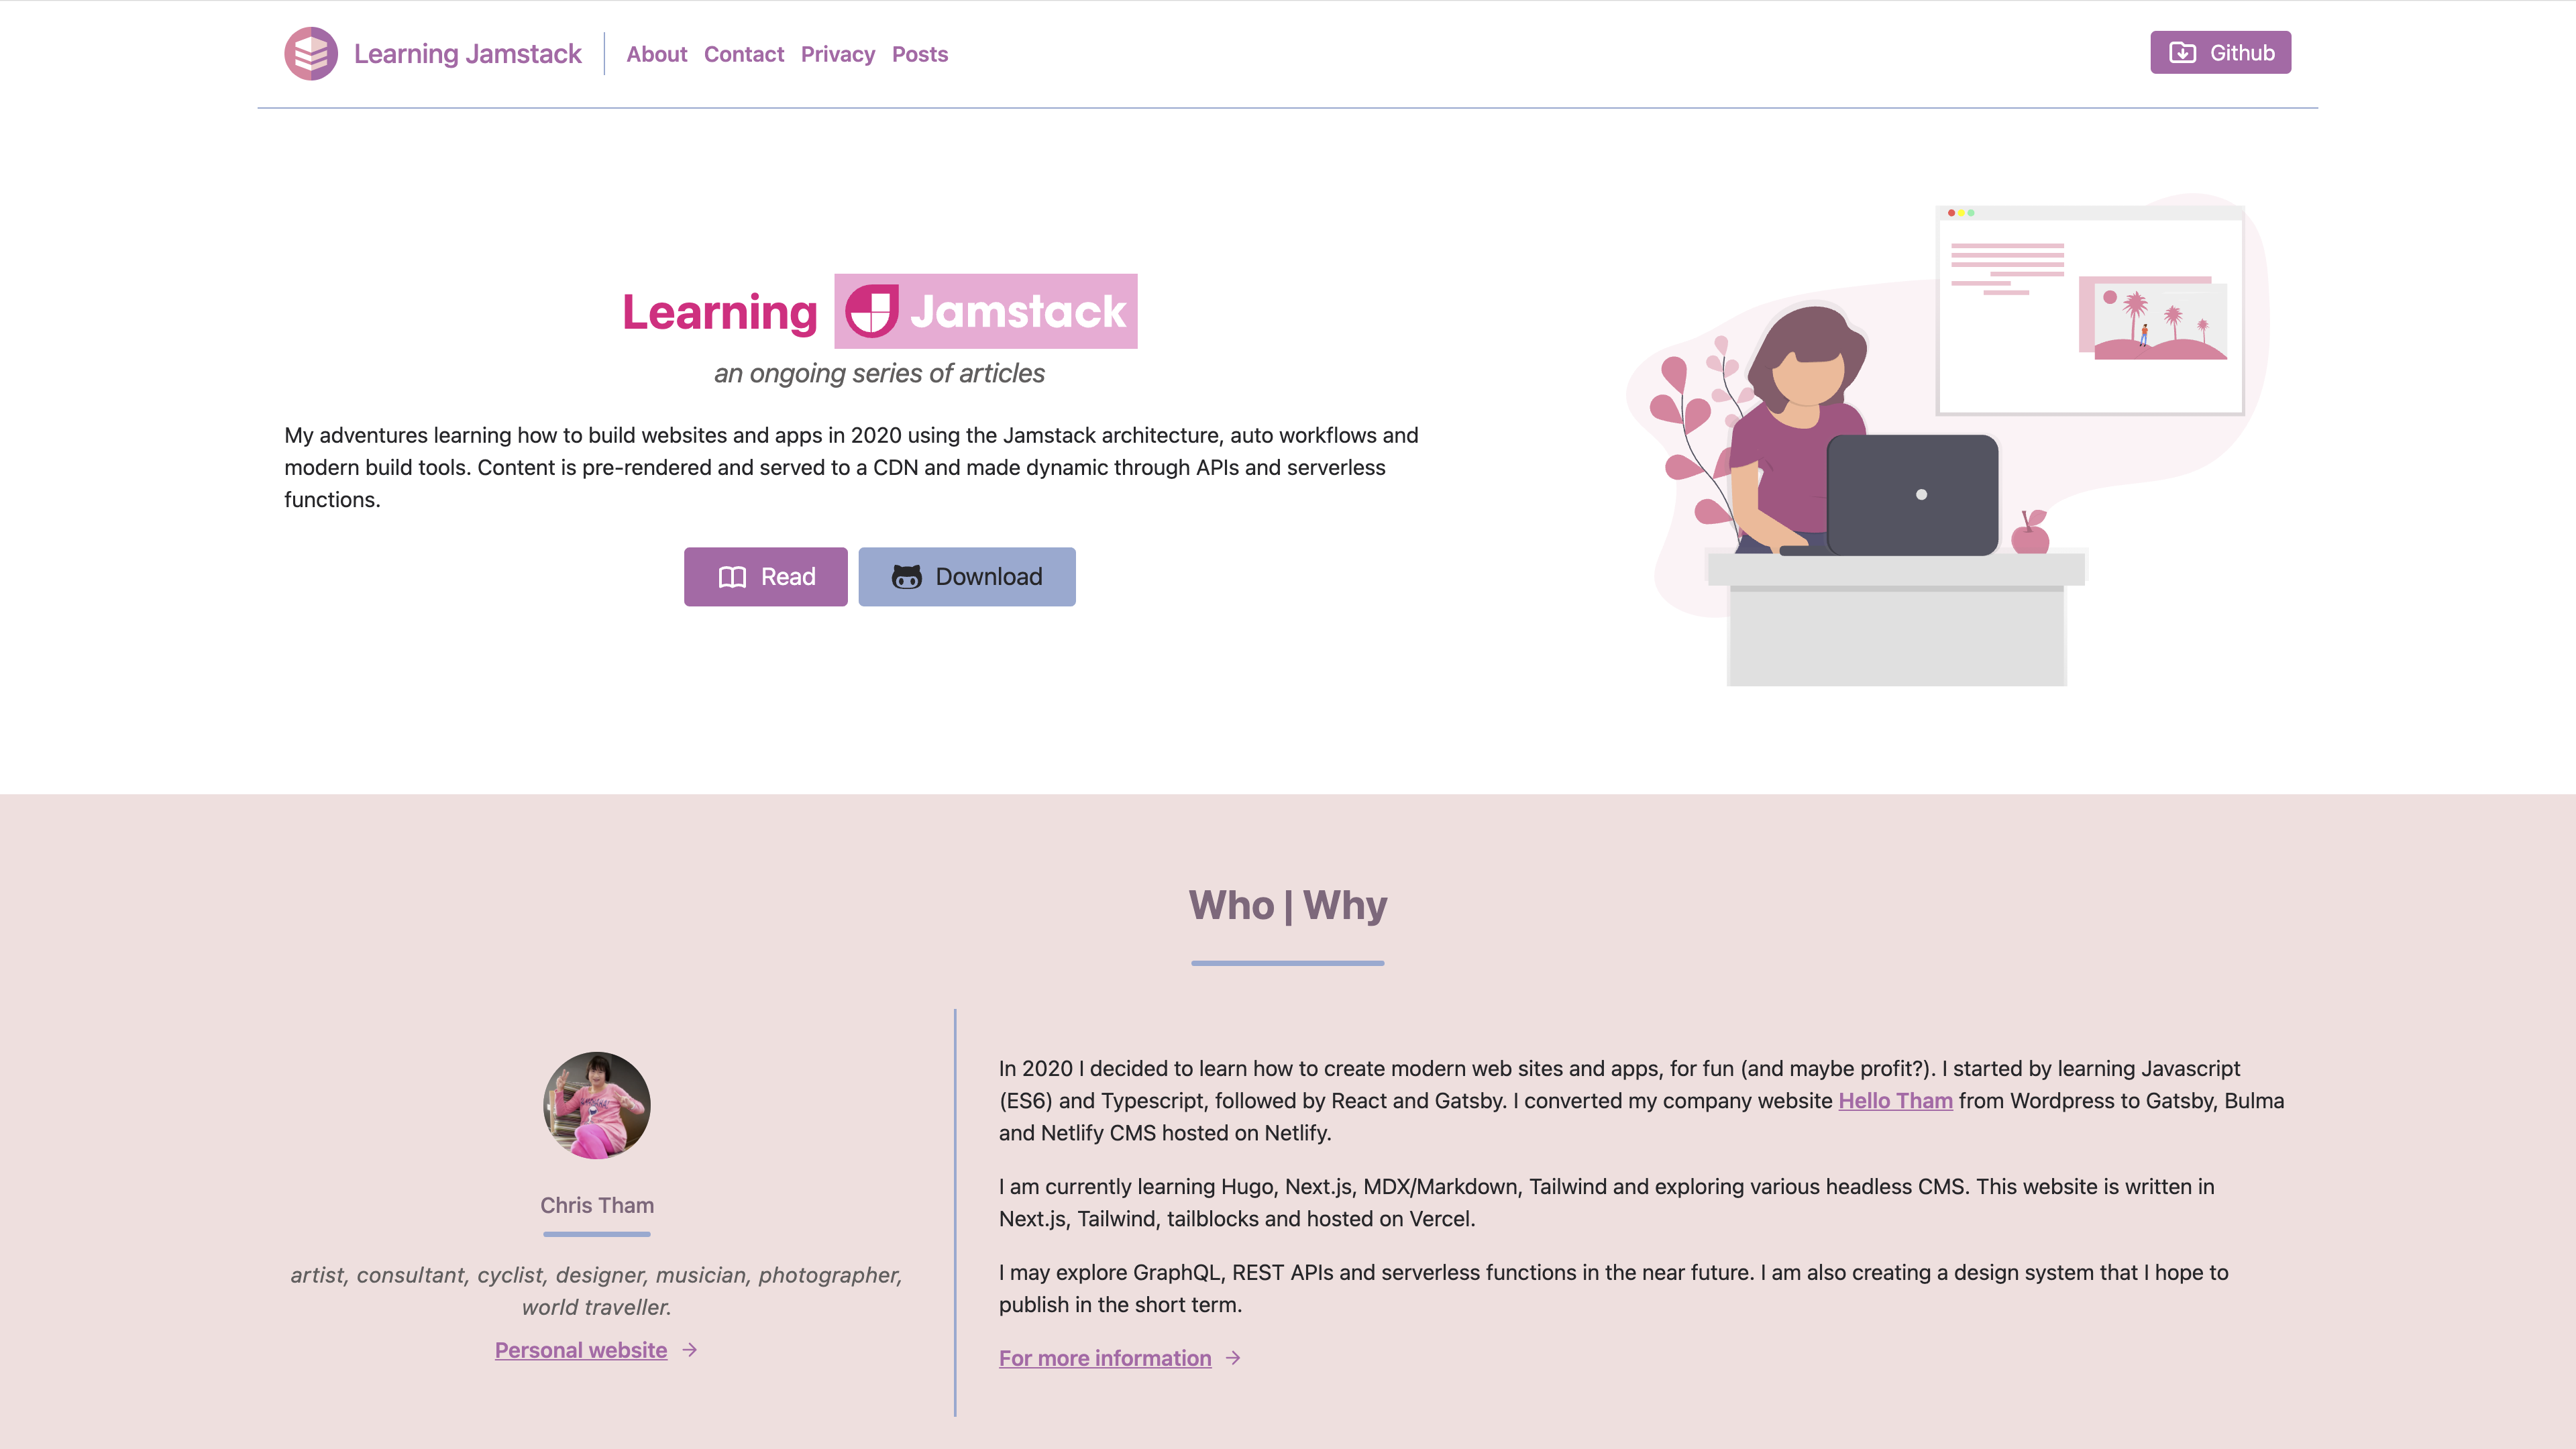 Learning Jamstack
About Contact Privacy Posts
Github
Learning Jamstack
an ongoing series of articles
My adventures learning how to build websites and apps in 2020 using the Jamstack architecture, auto workflows and
modern build tools. Content is pre-rendered and served to a CDN and made dynamic through APIs and serverless
functions.
Read
Download
Who | Why
Chris Tham
artist, consultant, cyclist, designer, musician, photographer,
world traveller.
Personal website →
In 2020 I decided to learn how to create modern web sites and apps, for fun (and maybe profit?). I started by learning Javascript
(ES6) and Typescript, followed by React and Gatsby. I converted my company website Hello Tham from Wordpress to Gatsby, Bulma
and Netlify CMS hosted on Netlify.
I am currently learning Hugo, Next.js, MDX/Markdown, Tailwind and exploring various headless CMS. This website is written in
Next.js, Tailwind, tailblocks and hosted on Vercel.
I may explore GraphQL, REST APIs and serverless functions in the near future. I am also creating a design system that I hope to
publish in the short term.
For more information →